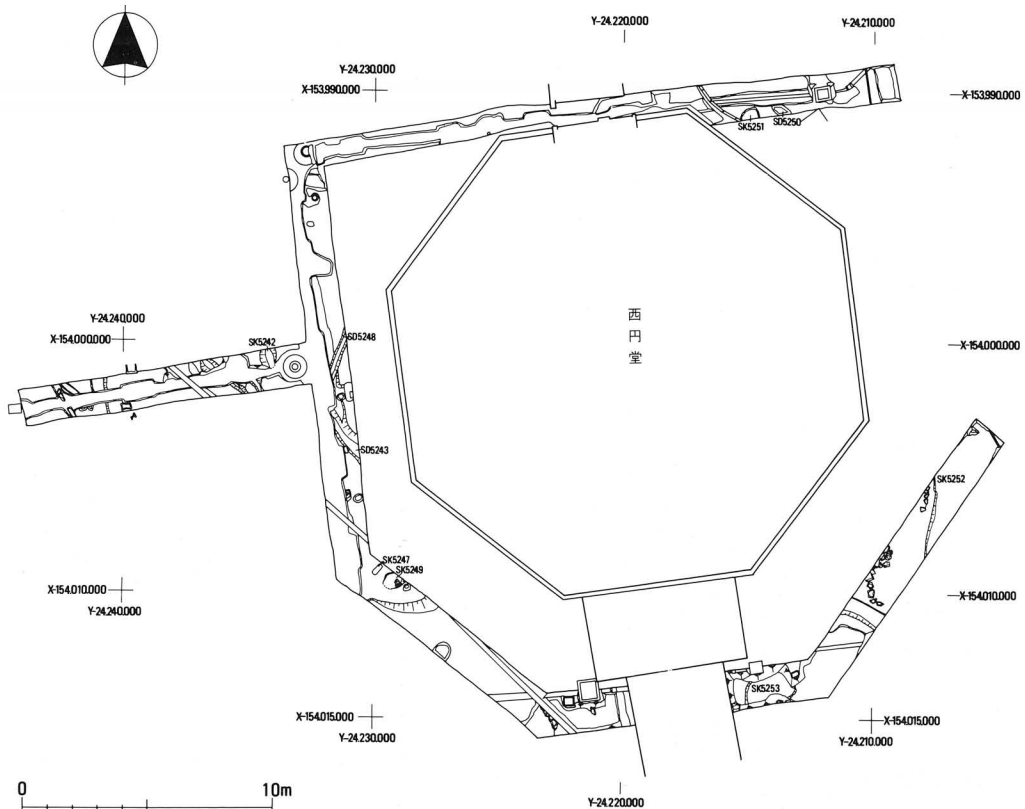 Y-24.220.000
Y-24.210.000
Y-24.230.000
X-153.990.000
X-153.990.000
SK5251
SD5250
西円堂
Y-24.240.000
X-154.000.000
SK5242
SD5248
X-154.000.000
SD5243
SK5252
SK5247
SK5249
X-154.010.000
Y-24.240.000
X-154.010.000
SK5253
X-154.015.000
Y-24.230.000
X-154.015.000
Y-24.210.000
0
10m
Y-24.220.000